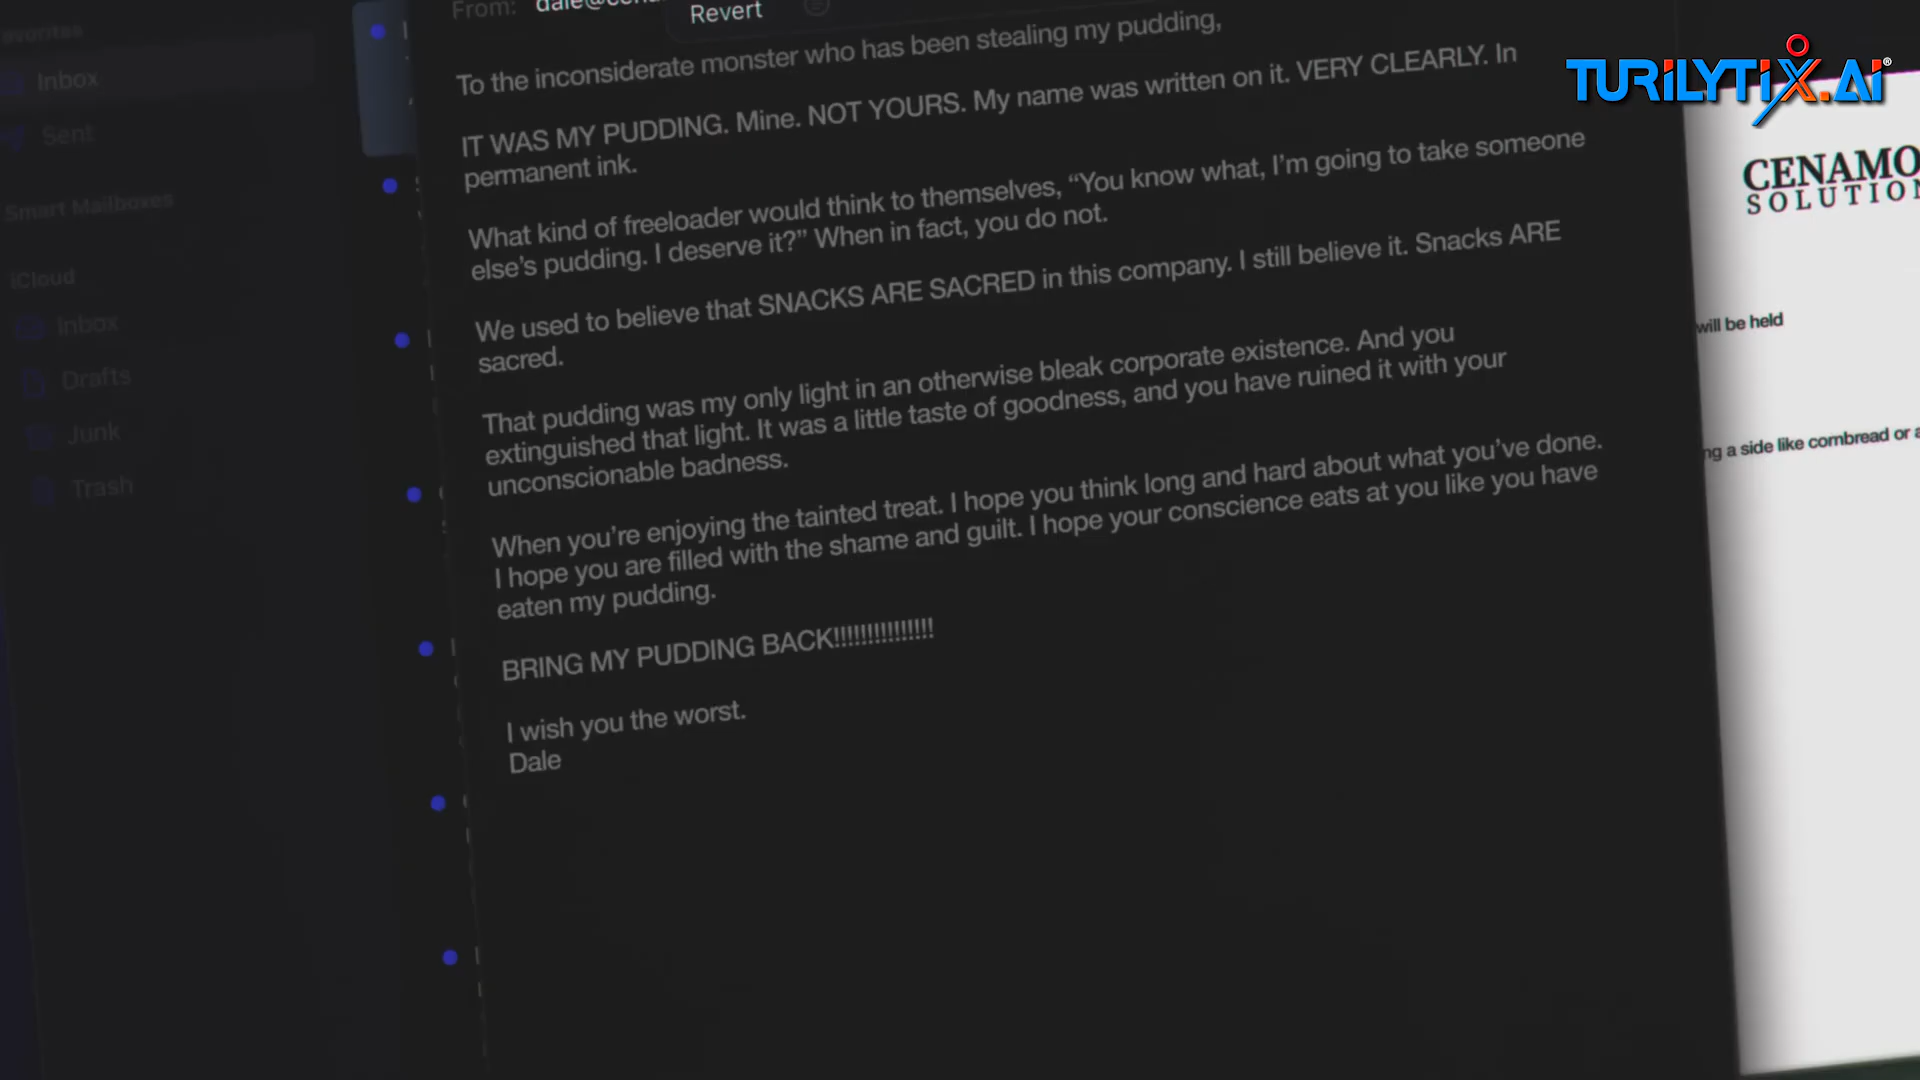 From:
Revert
Inbox
Sent
Smart Mailboxes
iCloud
Inbox
Drafts
Junk
Trash
To the inconsiderate monster who has been stealing my pudding,
IT WAS MY PUDDING. Mine. NOT YOURS. My name was written on it. VERY CLEARLY. In
permanent ink.
What kind of freeloader would think to themselves, “You know what, I’m going to take someone
else’s pudding. I deserve it?” When in fact, you do not.
We used to believe that SNACKS ARE SACRED in this company. I still believe it. Snacks ARE
sacred.
That pudding was my only light in an otherwise bleak corporate existence. And you
extinguished that light. It was a little taste of goodness, and you have ruined it with your
unconscionable badness.
When you’re enjoying the tainted treat. I hope you think long and hard about what you’ve done.
I hope you are filled with the shame and guilt. I hope your conscience eats at you like you have
eaten my pudding.
BRING MY PUDDING BACK!!!!!!!!!!!!!!!
I wish you the worst.
Dale
TURILYTIX.AI®
CENAMO
SOLUTION
will be held
a side like cornbread or